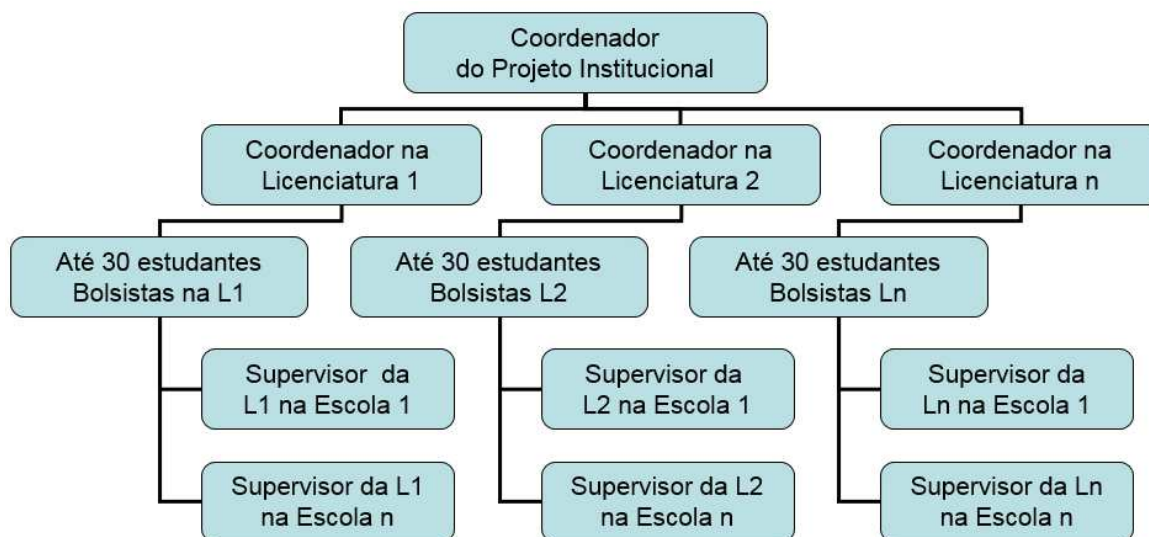 Coordenador
do Projeto Institucional
Coordenador na
Licenciatura 1
Coordenador na
Licenciatura 2
Coordenador na
Licenciatura n
Até 30 estudantes
Bolsistas na L1
Até 30 estudantes
Bolsistas L2
Até 30 estudantes
Bolsistas Ln
Supervisor da
L1 na Escola 1
Supervisor da
L2 na Escola 1
Supervisor da
Ln na Escola 1
Supervisor da L1
na Escola n
Supervisor da L2
na Escola n
Supervisor da Ln
na Escola n